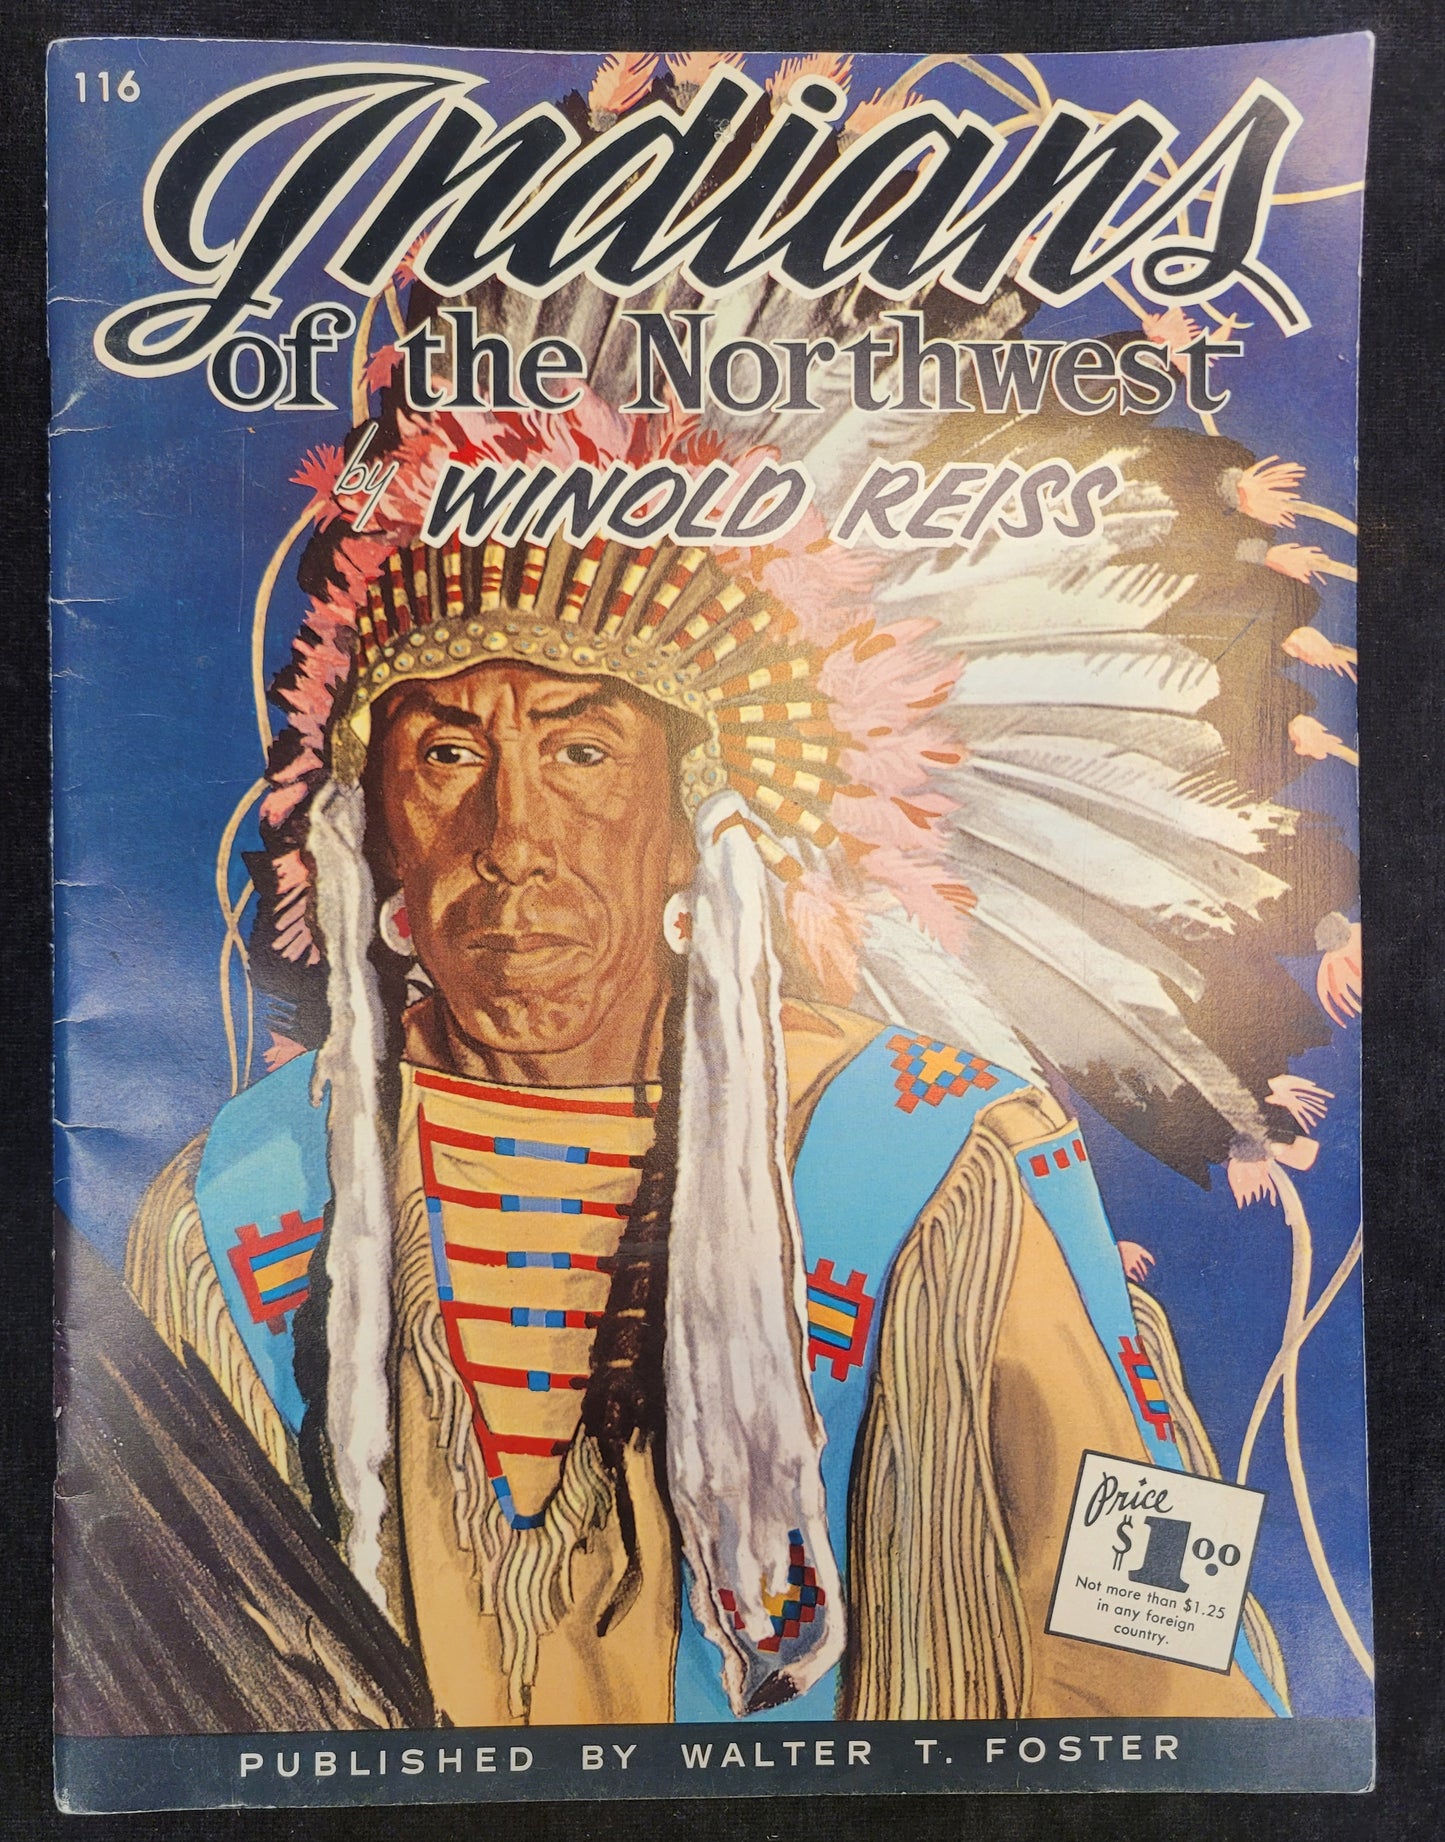 116
Indians
of the Northwest
by WINOLD REISS
Price
$1.00
Not more than $1.25
in any foreign
country.
PUBLISHED BY WALTER T. FOSTER